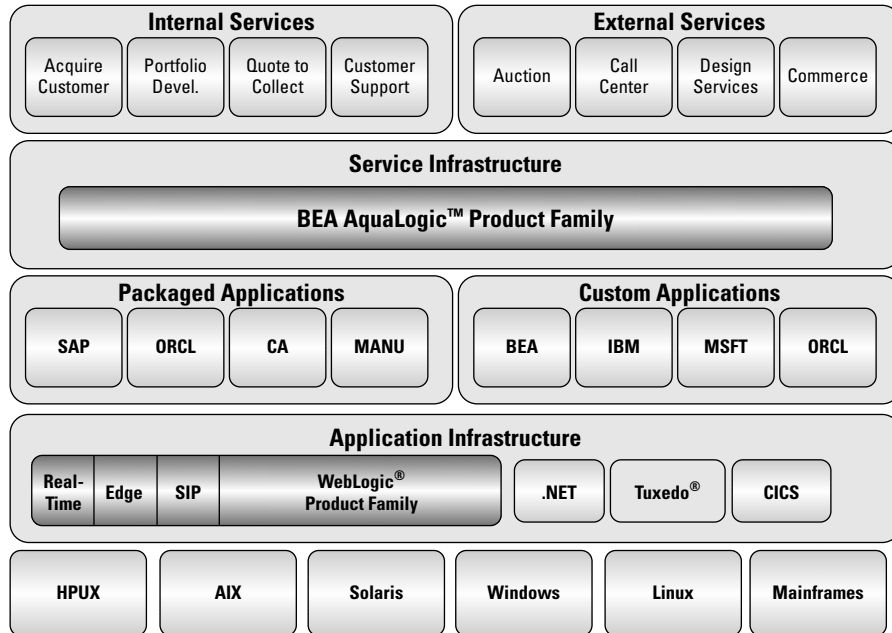 Internal Services
Acquire
Customer
Portfolio
Devel.
Quote to
Collect
Customer
Support
External Services
Auction
Call
Center
Design
Services
Commerce
Service Infrastructure
BEA AquaLogic™ Product Family
Packaged Applications
SAP
ORCL
CA
MANU
Custom Applications
BEA
IBM
MSFT
ORCL
Application Infrastructure
Real-
Time
Edge
SIP
WebLogic®
Product Family
.NET
Tuxedo®
CICS
HPUX
AIX
Solaris
Windows
Linux
Mainframes